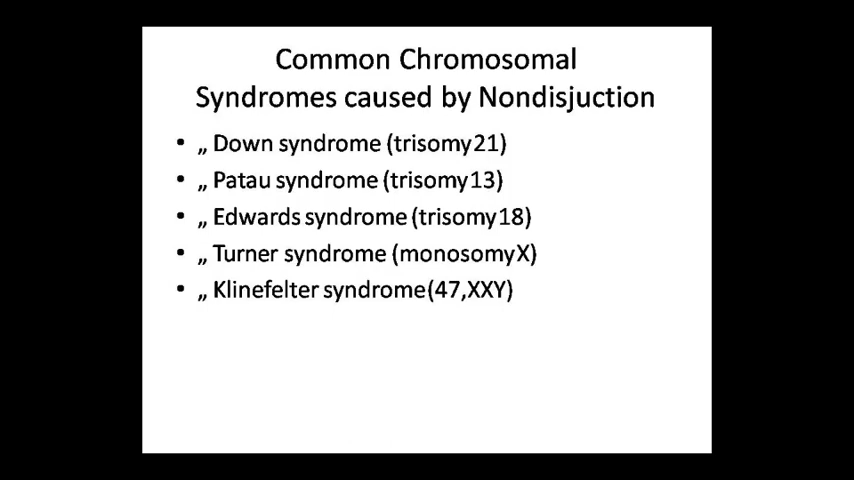 Common Chromosomal
Syndromes caused by Nondisjuction
• „ Down syndrome (trisomy21)
• „ Patau syndrome (trisomy13)
• „ Edwards syndrome (trisomy18)
• „ Turner syndrome (monosomyX)
• „ Klinefelter syndrome(47,XXY)